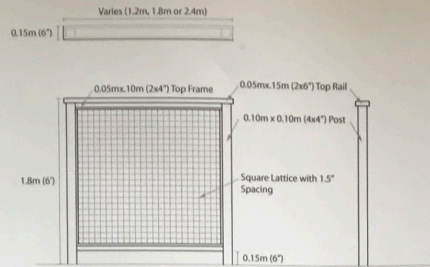 Varies (1.2m, 1.8m or 2.4m)
0.15m (6")
0.05mx.10m (2x4") Top Frame
0.05mx.15m (2x6") Top Rail
0.10m x 0.10m (4x4") Post
1.8m (6')
Square Lattice with 1.5"
Spacing
0.15m (6")